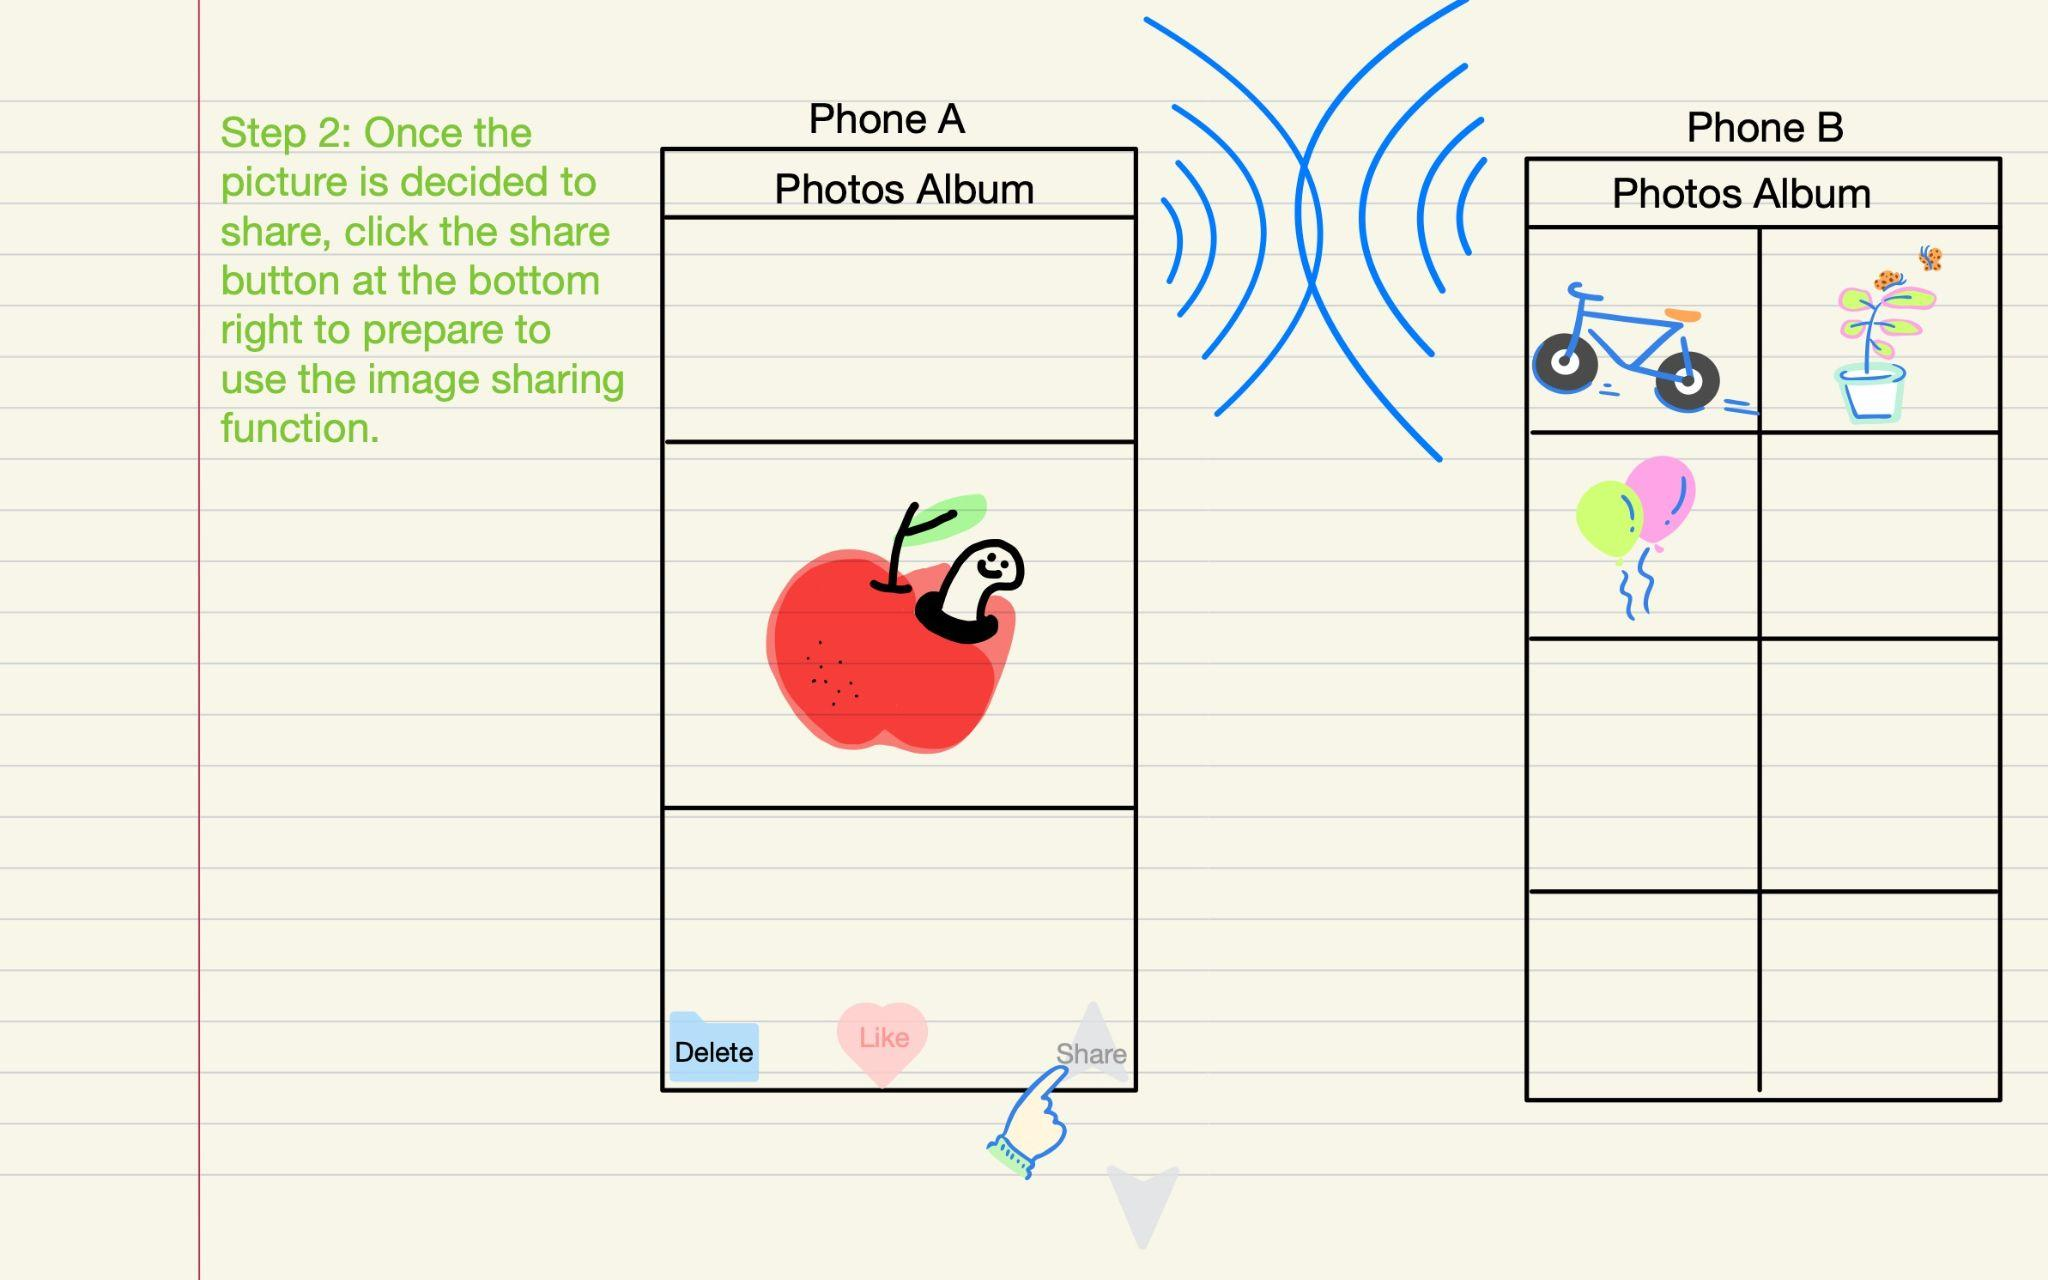 Step 2: Once the
picture is decided to
share, click the share
button at the bottom
right to prepare to
use the image sharing
function.
Phone A
Photos Album
Delete
Like
Share
Phone B
Photos Album